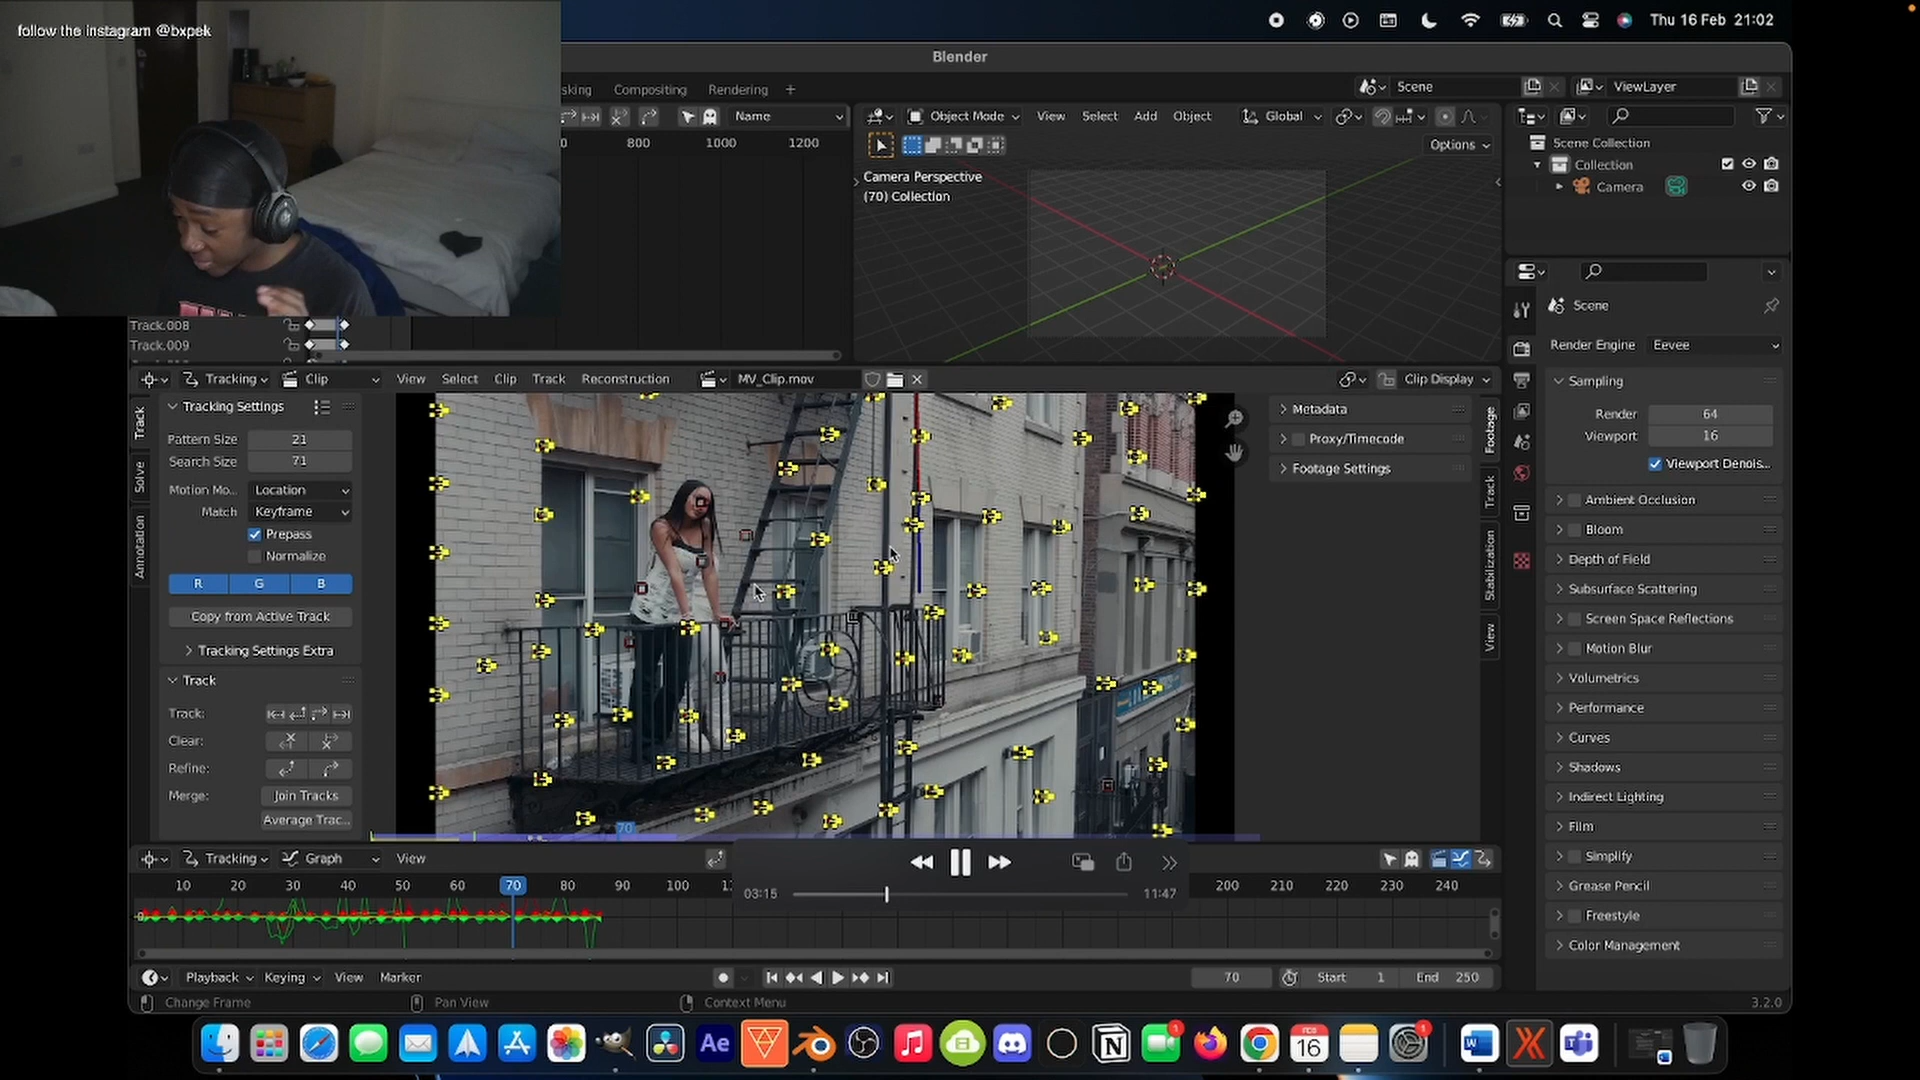 follow the instagram @bxpek
Thu 16 Feb 21:02
Blender
Compositing Rendering +
Scene
ViewLayer
Name
Object Mode View Select Add Object Global
800 1000 1200
Options
Camera Perspective
(70) Collection
Scene Collection
Collection
Camera
Scene
Render Engine Eevee
Track.008
Track.009
Tracking Clip View Select Clip Track Reconstruction MV_Clip.mov Clip Display
Track
Solve
Annotation
Tracking Settings
Pattern Size 21
Search Size 71
Motion Mo... Location
Match Keyframe
Prepass
Normalize
R G B
Copy from Active Track
Tracking Settings Extra
Track
Track:
Clear:
Refine:
Merge: Join Tracks
Average Trac...
Metadata
Proxy/Timecode
Footage Settings
Footage
Track
Stabilization
View
Sampling
Render 64
Viewport 16
Viewport Denois...
Ambient Occlusion
Bloom
Depth of Field
Subsurface Scattering
Screen Space Reflections
Motion Blur
Volumetrics
Performance
Curves
Shadows
Indirect Lighting
Film
Simplify
Grease Pencil
Freestyle
Color Management
70
Tracking Graph View
03:15 11:47
10 20 30 40 50 60 70 80 90 100 200 210 220 230 240
0
Playback Keying View Marker
70 Start 1 End 250
Change Frame Pan View Context Menu
3.2.0
Ae
N
1
FEB
16
1
W
X